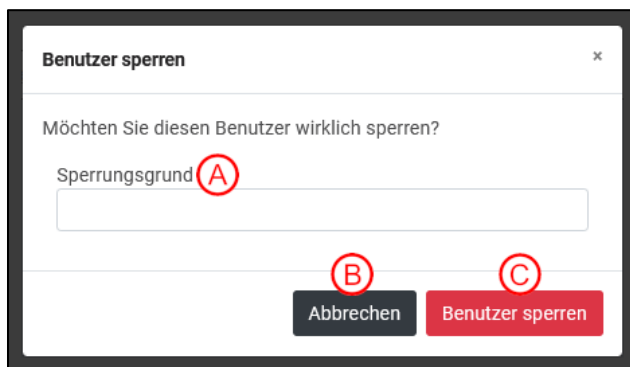 Benutzer sperren ×
Möchten Sie diesen Benutzer wirklich sperren?
Sperrungsgrund A
B C
Abbrechen Benutzer sperren